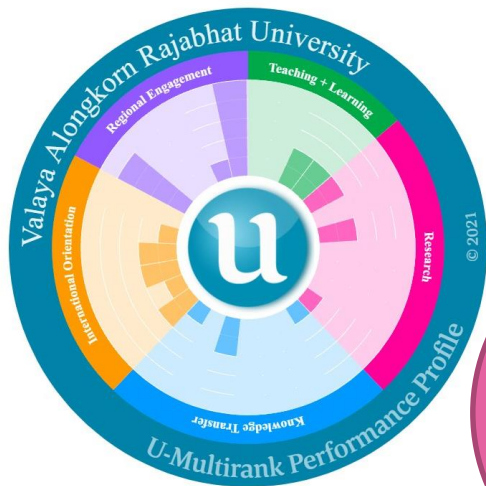 Valaya Alongkorn Rajabhat University
Teaching + Learning
Research
Knowledge Transfer
International Orientation
Regional Engagement
u
© 2021
U-Multirank Performance Profile